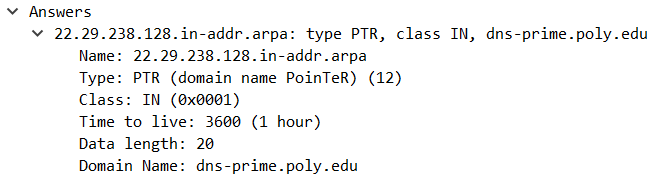 Answers
22.29.238.128.in-addr.arpa: type PTR, class IN, dns-prime.poly.edu
Name: 22.29.238.128.in-addr.arpa
Type: PTR (domain name PoinTeR) (12)
Class: IN (0x0001)
Time to live: 3600 (1 hour)
Data length: 20
Domain Name: dns-prime.poly.edu